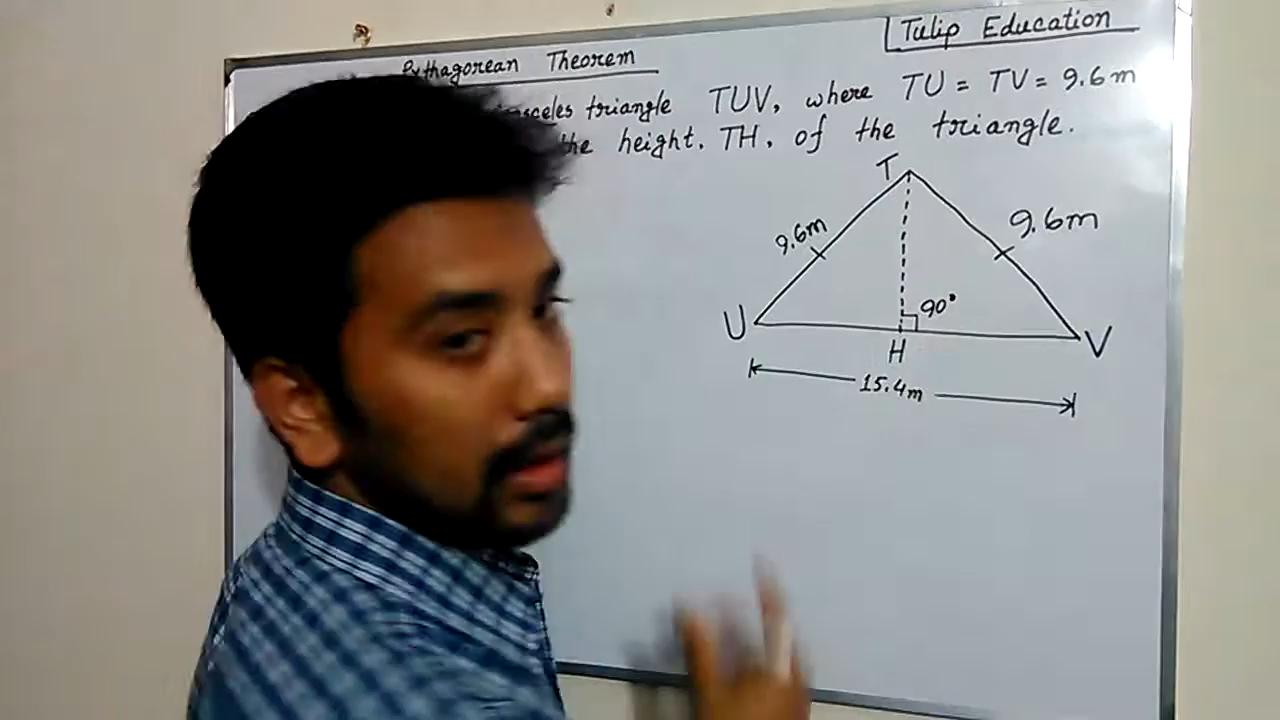 Tulip Education
Pythagorean Theorem
isosceles triangle TUV, where TU = TV = 9.6m
the height, TH, of the triangle.
T
9.6m
9.6m
90°
U
H
V
15.4m